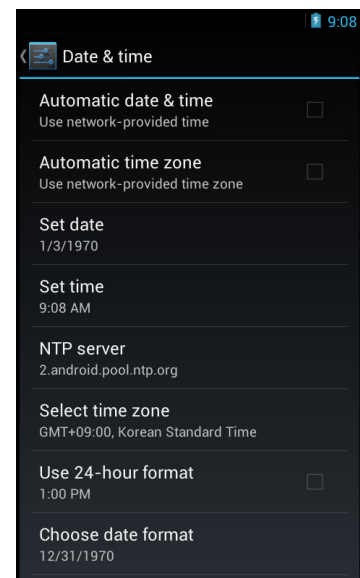 9:08
Date & time
Automatic date & time
Use network-provided time
Automatic time zone
Use network-provided time zone
Set date
1/3/1970
Set time
9:08 AM
NTP server
2.android.pool.ntp.org
Select time zone
GMT+09:00, Korean Standard Time
Use 24-hour format
1:00 PM
Choose date format
12/31/1970